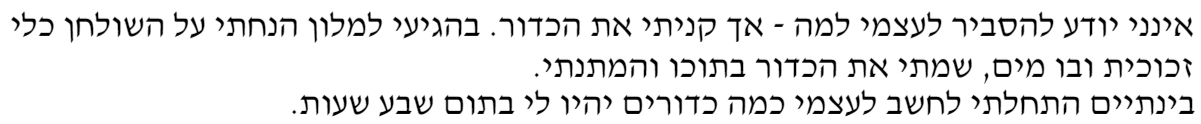 אינני יודע להסביר לעצמי למה - אך קניתי את הכדור. בהגיעי למלון הנחתי על השולחן כלי
זכוכית ובו מים, שמתי את הכדור בתוכו והמתנתי.
בינתיים התחלתי לחשב לעצמי כמה כדורים יהיו לי בתום שבע שעות.